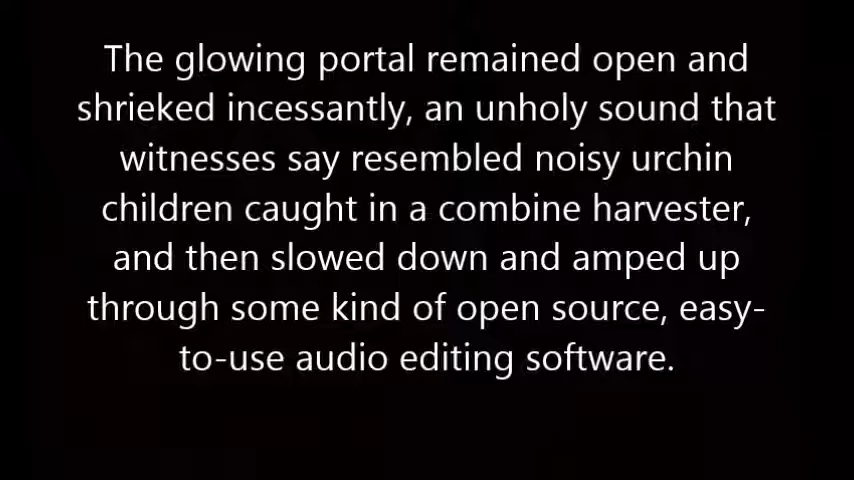 The glowing portal remained open and
shrieked incessantly, an unholy sound that
witnesses say resembled noisy urchin
children caught in a combine harvester,
and then slowed down and amped up
through some kind of open source, easy-
to-use audio editing software.